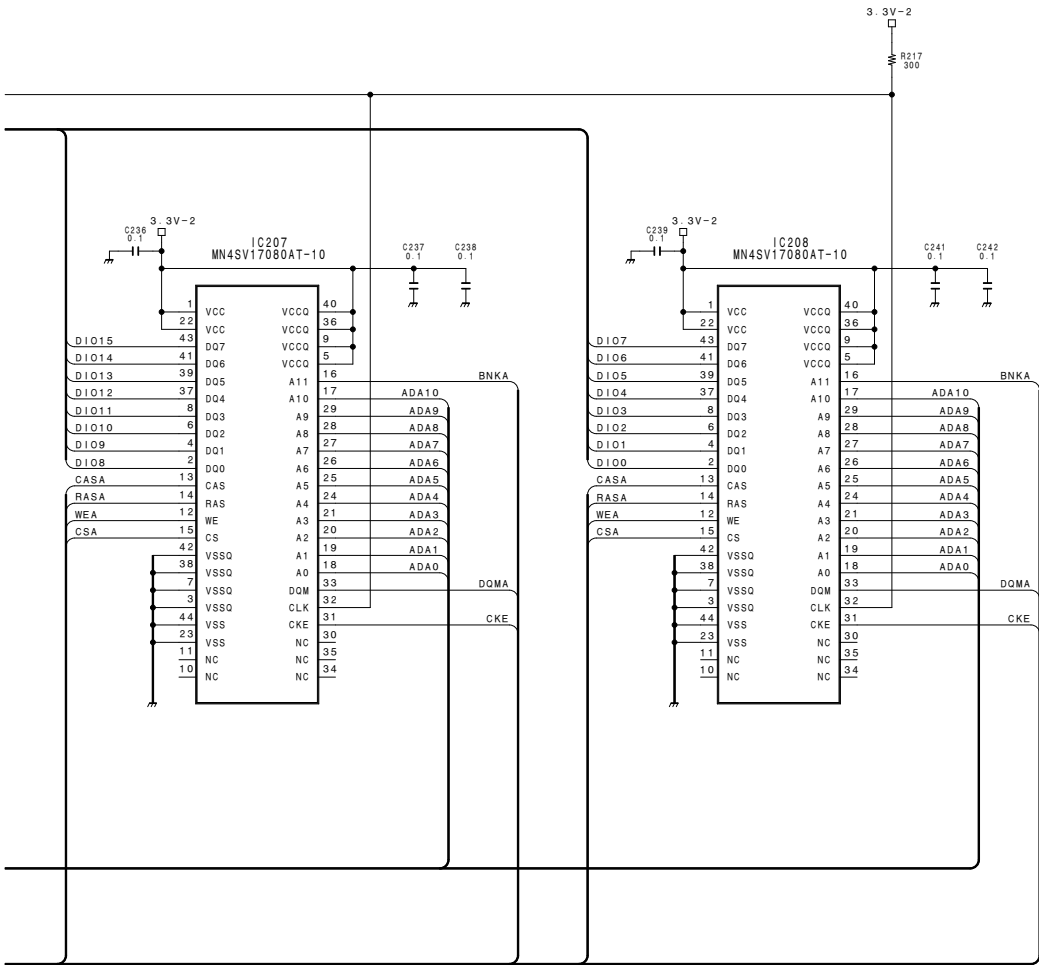 3.3V-2
R217
300
3.3V-2
C236
0.1
IC207
MN4SV17080AT-10
C237
0.1
C238
0.1
1 VCC VCCQ 40
22 VCC VCCQ 36
DIO15 43 DQ7 VCCQ 9
DIO14 41 DQ6 VCCQ 5
DIO13 39 DQ5 A11 16 BNKA
DIO12 37 DQ4 A10 17 ADA10
DIO11 8 DQ3 A9 29 ADA9
DIO10 6 DQ2 A8 28 ADA8
DIO9 4 DQ1 A7 27 ADA7
DIO8 2 DQ0 A6 26 ADA6
CASA 13 CAS A5 25 ADA5
RASA 14 RAS A4 24 ADA4
WEA 12 WE A3 21 ADA3
CSA 15 CS A2 20 ADA2
42 VSSQ A1 19 ADA1
38 VSSQ A0 18 ADA0
7 VSSQ DQM 33 DQMA
3 VSSQ CLK 32
44 VSS CKE 31 CKE
23 VSS NC 30
11 NC NC 35
10 NC NC 34
3.3V-2
C239
0.1
IC208
MN4SV17080AT-10
C241
0.1
C242
0.1
1 VCC VCCQ 40
22 VCC VCCQ 36
DIO7 43 DQ7 VCCQ 9
DIO6 41 DQ6 VCCQ 5
DIO5 39 DQ5 A11 16 BNKA
DIO4 37 DQ4 A10 17 ADA10
DIO3 8 DQ3 A9 29 ADA9
DIO2 6 DQ2 A8 28 ADA8
DIO1 4 DQ1 A7 27 ADA7
DIO0 2 DQ0 A6 26 ADA6
CASA 13 CAS A5 25 ADA5
RASA 14 RAS A4 24 ADA4
WEA 12 WE A3 21 ADA3
CSA 15 CS A2 20 ADA2
42 VSSQ A1 19 ADA1
38 VSSQ A0 18 ADA0
7 VSSQ DQM 33 DQMA
3 VSSQ CLK 32
44 VSS CKE 31 CKE
23 VSS NC 30
11 NC NC 35
10 NC NC 34